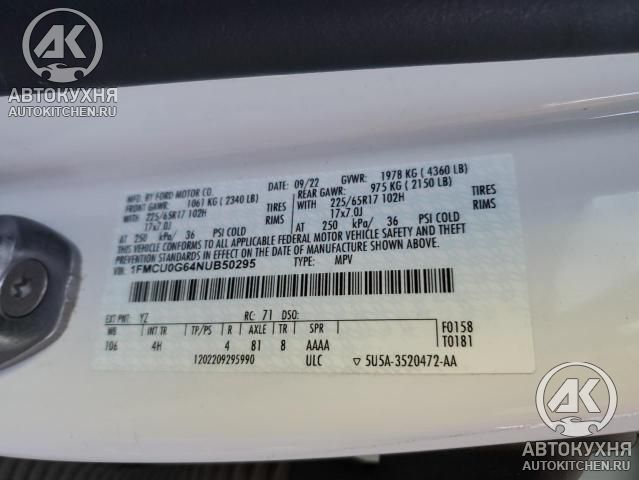 АК
АВТОКУХНЯ
AUTOKITCHEN.RU
MFD. BY FORD MOTOR CO.
DATE: 09/22 GVWR: 1978 KG ( 4360 LB)
FRONT GAWR: 1061 KG ( 2340 LB) REAR GAWR: 975 KG ( 2150 LB)
WITH 225/65R17 102H TIRES WITH 225/65R17 102H TIRES
17x7.0J RIMS 17x7.0J RIMS
AT 250 kPa/ 36 PSI COLD AT 250 kPa/ 36 PSI COLD
THIS VEHICLE CONFORMS TO ALL APPLICABLE FEDERAL MOTOR VEHICLE SAFETY AND THEFT
PREVENTION STANDARDS IN EFFECT ON THE DATE OF MANUFACTURE SHOWN ABOVE.
VIN: 1FMCU0G64NUB50295 TYPE: MPV
EXT PNT: YZ RC: 71 DSO:
WB INT TR TP/PS R AXLE TR SPR F0158
106 4H 4 81 8 AAAA T0181
1202209295990 ULC ▽ 5U5A-3520472-AA
АК
АВТОКУХНЯ
AUTOKITCHEN.RU